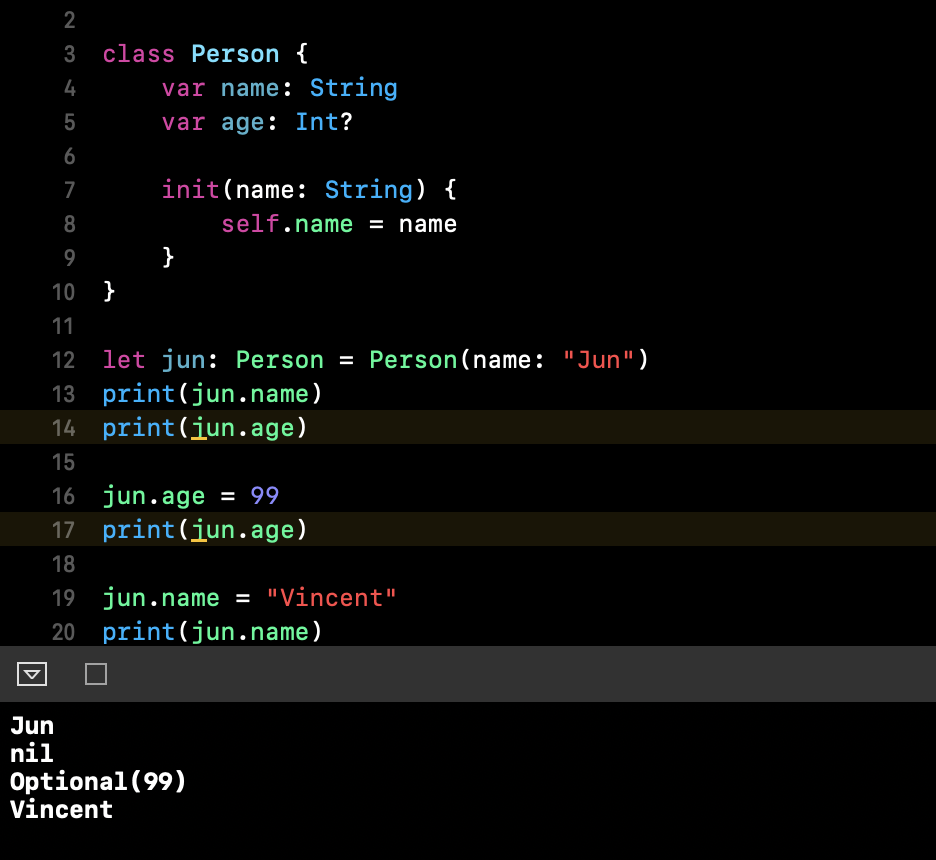 2
3 class Person {
4     var name: String
5     var age: Int?
6
7     init(name: String) {
8         self.name = name
9     }
10 }
11
12 let jun: Person = Person(name: "Jun")
13 print(jun.name)
14 print(jun.age)
15
16 jun.age = 99
17 print(jun.age)
18
19 jun.name = "Vincent"
20 print(jun.name)
Jun
nil
Optional(99)
Vincent